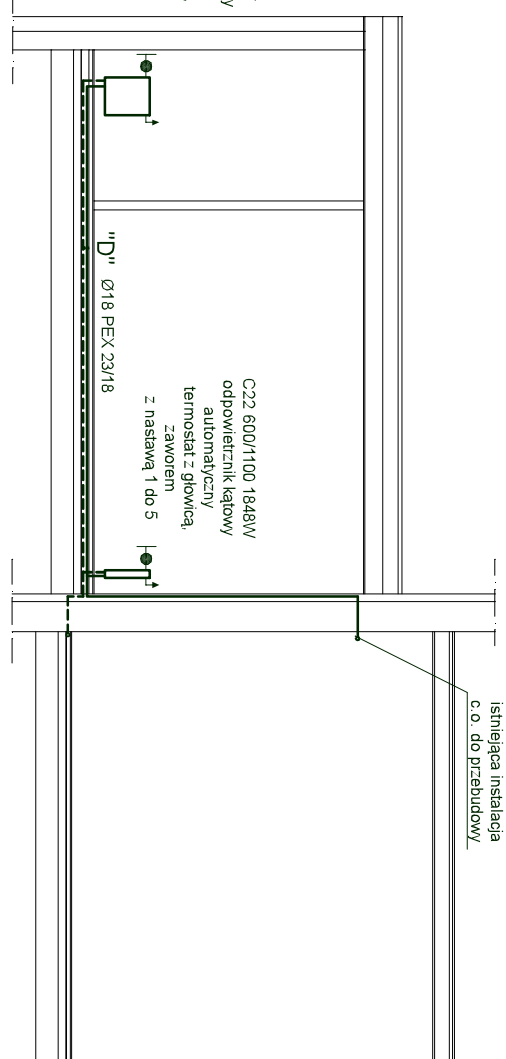 "D" Ø18 PEX 23/18
C22 600/1100 1848W
odpowietrznik kątowy
automatyczny
termostat z głowicą,
zaworem
z nastawą 1 do 5
istniejąca instalacja
c.o. do przebudowy